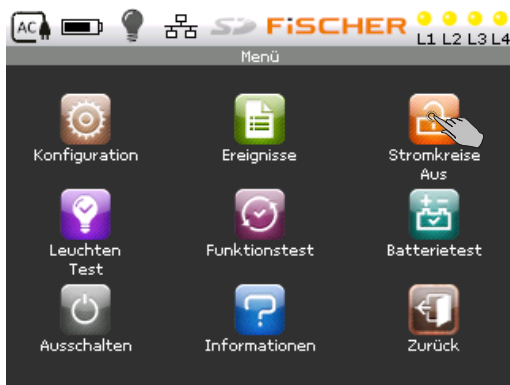 AC SD FiSCHER L1 L2 L3 L4
Menü
Konfiguration Ereignisse Stromkreise Aus
Leuchten Test Funktionstest Batterietest
Ausschalten Informationen Zurück